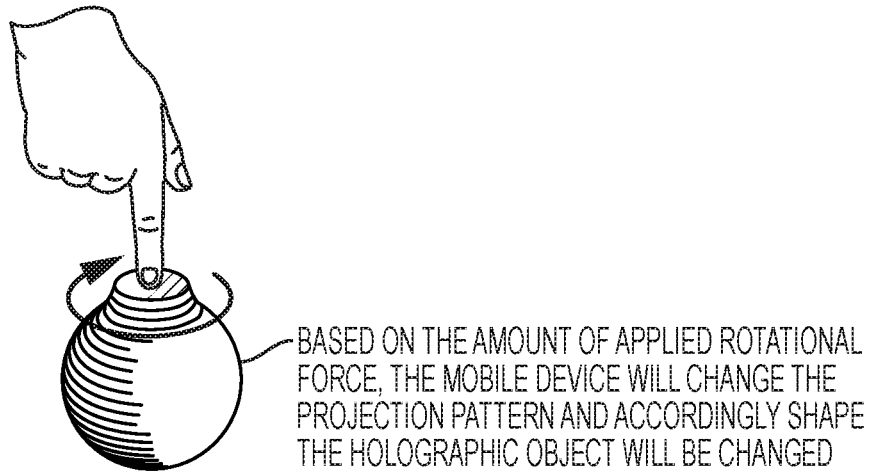 BASED ON THE AMOUNT OF APPLIED ROTATIONAL
FORCE, THE MOBILE DEVICE WILL CHANGE THE
PROJECTION PATTERN AND ACCORDINGLY SHAPE
THE HOLOGRAPHIC OBJECT WILL BE CHANGED